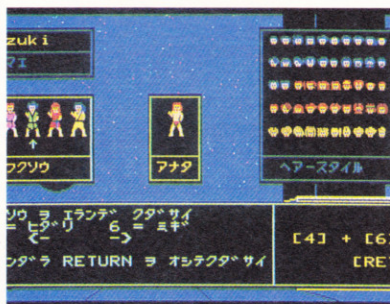 zuki
マエ
フクソウ
アナタ
ヘアースタイル
ソウ ヲ エランデ クダサイ
= ヒダリ 6 = ミギ
<- ->
ンダラ RETURN ヲ オシテクダサイ
[4] + [6]
[RE